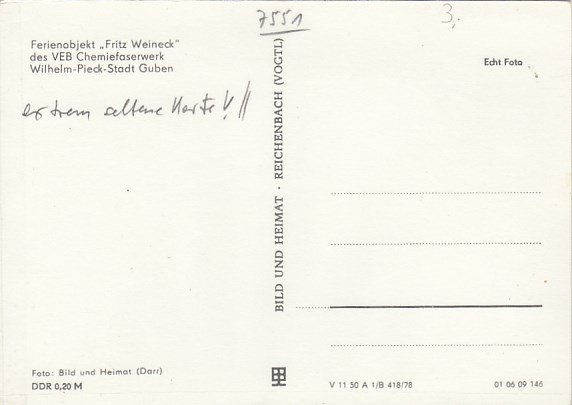 7551
3,-
Ferienobjekt „Fritz Weineck"
des VEB Chemiefaserwerk
Wilhelm-Pieck-Stadt Guben
Echt Foto
extrem seltene Karte!!!
BILD UND HEIMAT · REICHENBACH (VOGTL)
Foto: Bild und Heimat (Darr)
DDR 0,20 M
V 11 50 A 1/B 418/78
01 06 09 146